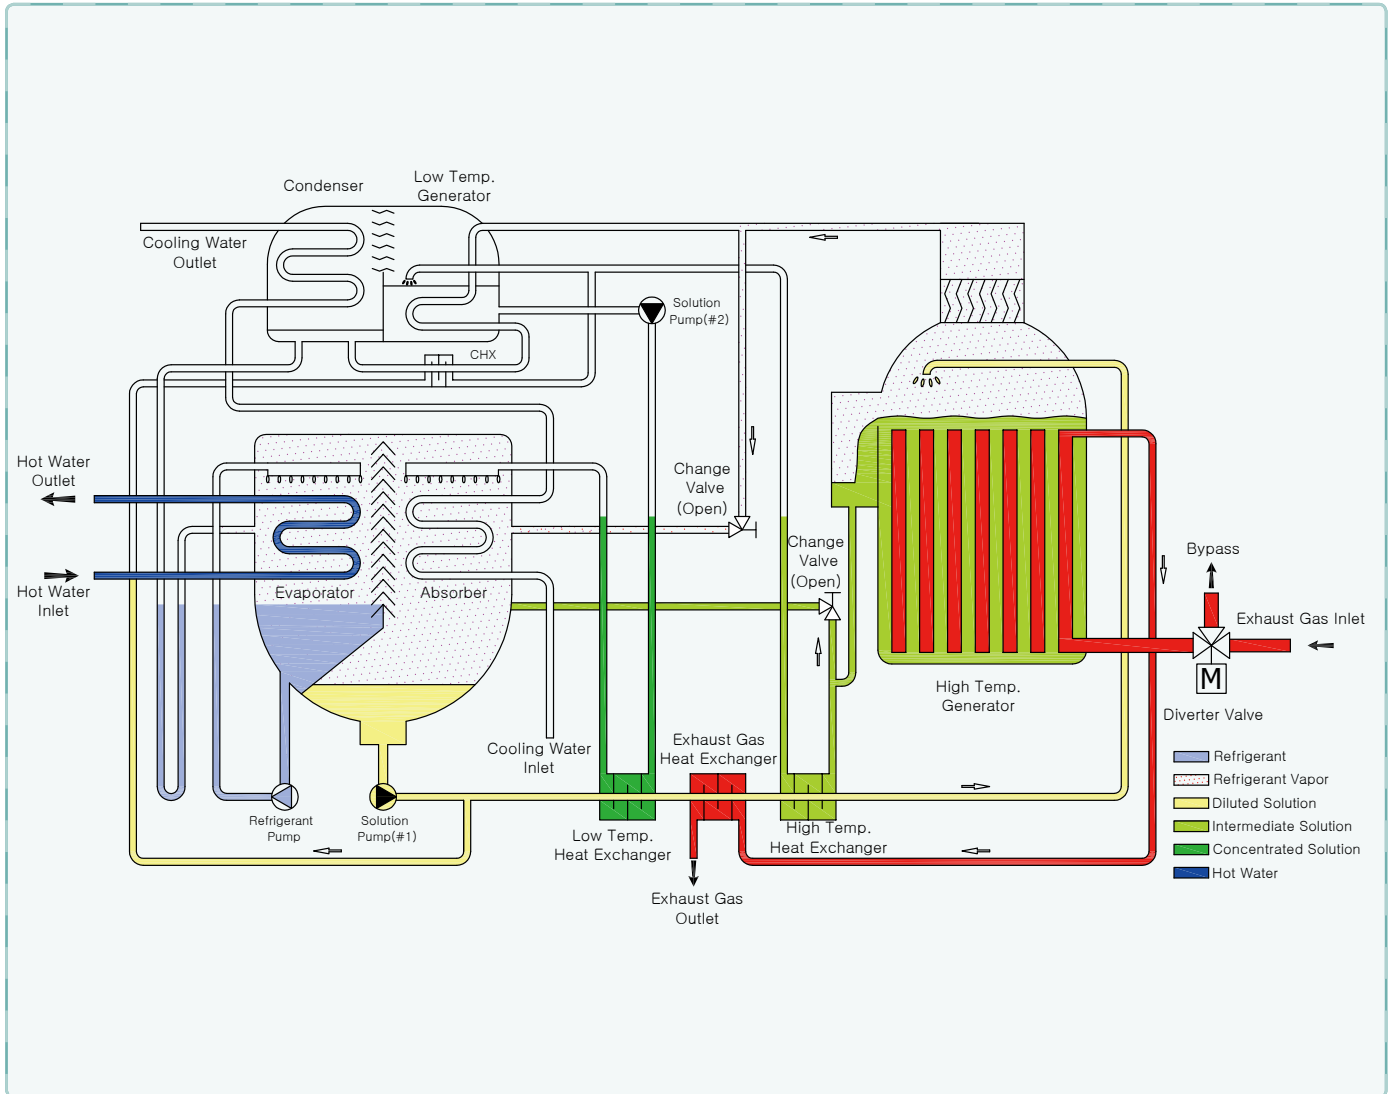 Condenser
Low Temp.
Generator
Cooling Water
Outlet
Solution
Pump(#2)
CHX
Hot Water
Outlet
Change
Valve
(Open)
Change
Valve
(Open)
Bypass
Hot Water
Inlet
Evaporator
Absorber
Exhaust Gas Inlet
M
High Temp.
Generator
Diverter Valve
Cooling Water
Inlet
Exhaust Gas
Heat Exchanger
Refrigerant
Refrigerant Vapor
Diluted Solution
Intermediate Solution
Concentrated Solution
Hot Water
Refrigerant
Pump
Solution
Pump(#1)
Low Temp.
Heat Exchanger
High Temp.
Heat Exchanger
Exhaust Gas
Outlet